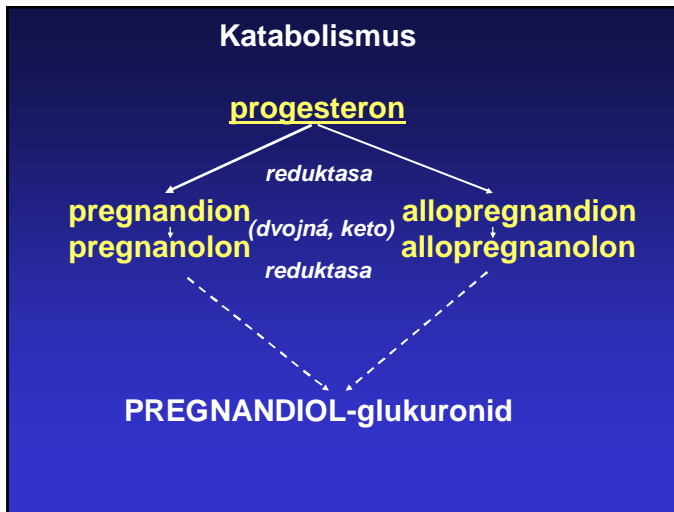 Katabolismus
progesteron
reduktasa
pregnandion allopregnandion
(dvojná, keto)
pregnanolon allopregnanolon
reduktasa
PREGNANDIOL-glukuronid